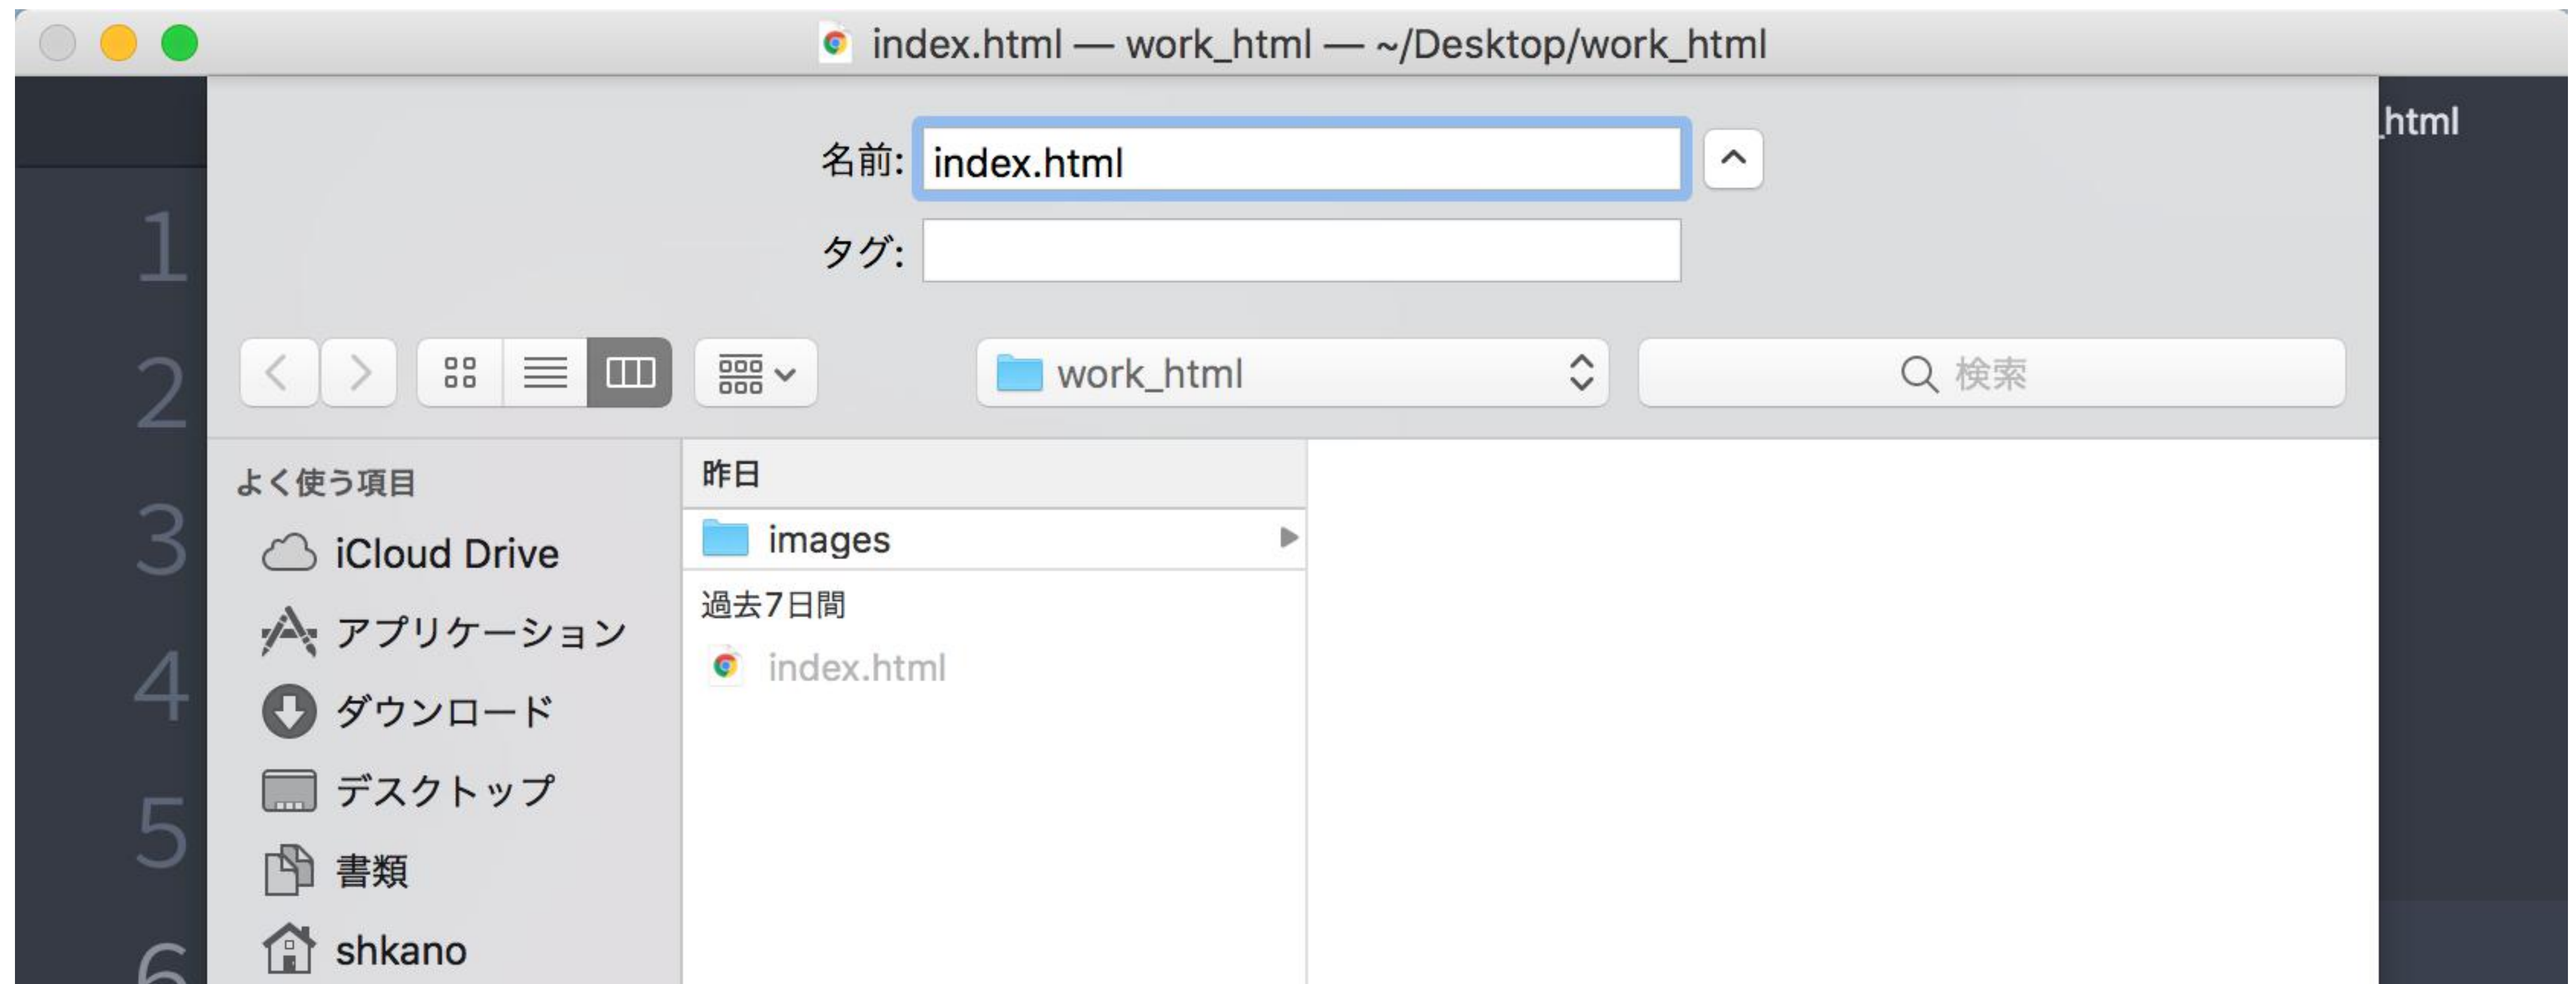 index.html — work_html — ~/Desktop/work_html
html
名前: index.html
タグ:
work_html
検索
よく使う項目
iCloud Drive
アプリケーション
ダウンロード
デスクトップ
書類
shkano
昨日
images
過去7日間
index.html
1
2
3
4
5
6